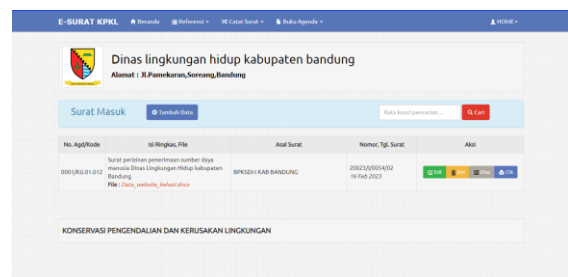 E-SURAT KPKL Beranda Referensi Catat Surat Buku Agenda HOME
Dinas lingkungan hidup kabupaten bandung
Alamat : Jl.Pamekaran,Soreang,Bandung
Surat Masuk Tambah Data Kata kunci pencarian ... Cari
No. Agd/Kode Isi Ringkas, File Asal Surat Nomor, Tgl. Surat Aksi
0001/KU.01.012 Surat perizinan penerimaan sumber daya
manusia Dinas Lingkungan Hidup kabupaten
Bandung
File : Data_website_kehati.docx
BPKSDM KAB BANDUNG
20023/J/0054/02
16 Feb 2023
Edit Del Disp Ctk
KONSERVASI PENGENDALIAN DAN KERUSAKAN LINGKUNGAN